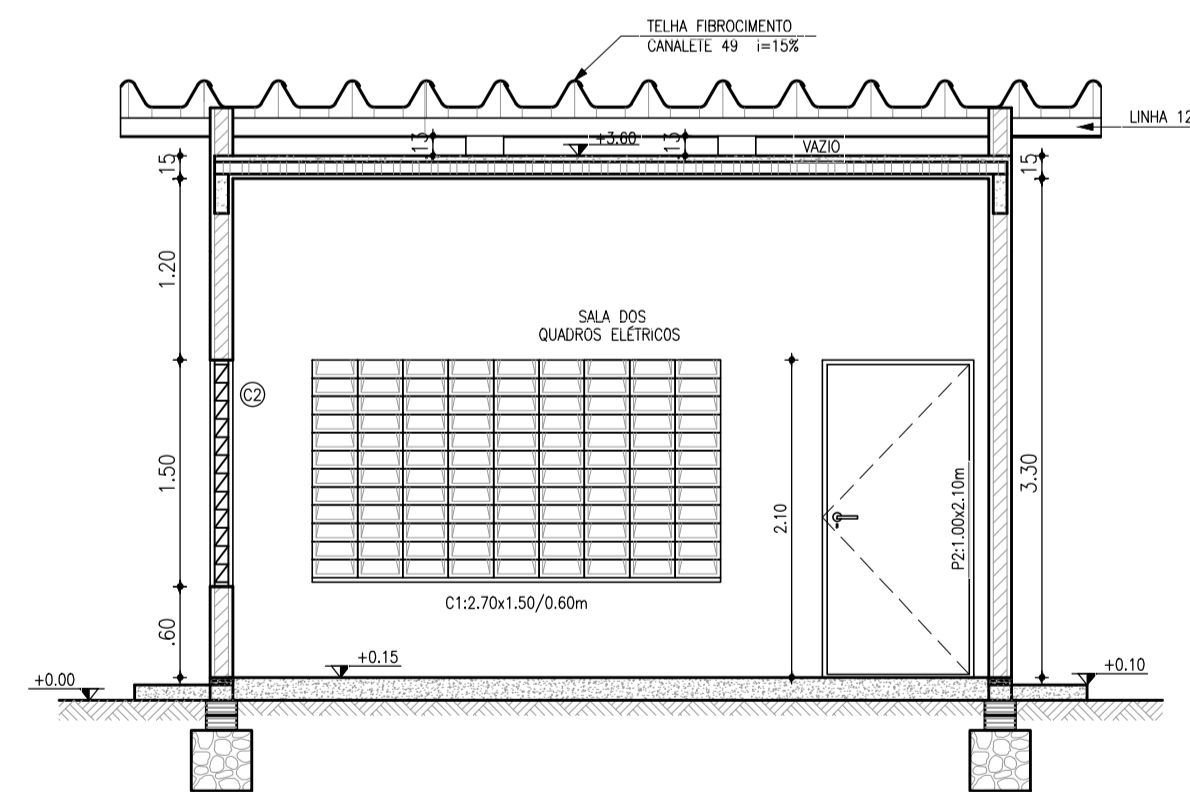 TELHA FIBROCIMENTO
CANALETE 49 i=15%
LINHA 12
13
+3.60
13
VAZIO
15
15
1.20
SALA DOS
QUADROS ELÉTRICOS
C2
1.50
2.10
P2:1.00x2.10m
3.30
C1:2.70x1.50/0.60m
.60
+0.15
+0.00
+0.10